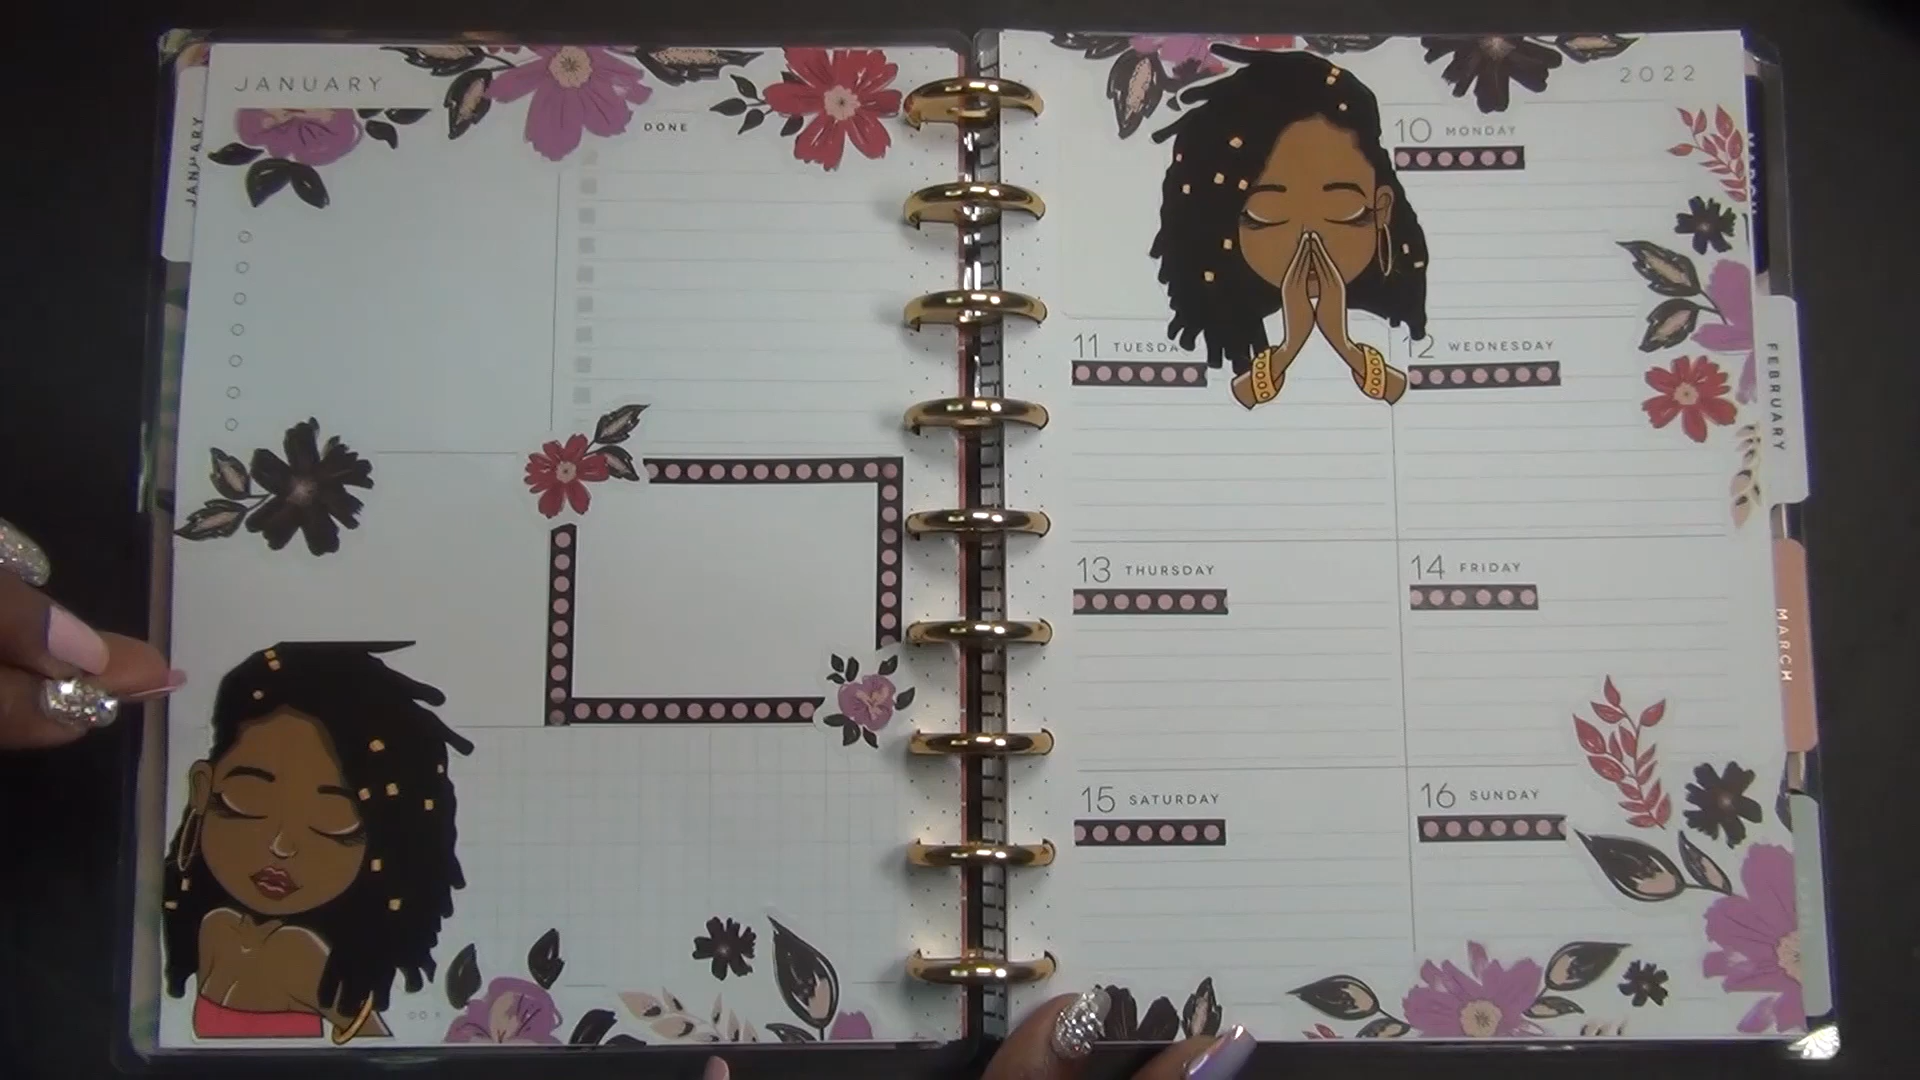 JANUARY
DONE
JANUARY
2022
10 MONDAY
11 TUESDA
12 WEDNESDAY
13 THURSDAY
14 FRIDAY
15 SATURDAY
16 SUNDAY
MARCH
FEBRUARY
MARCH